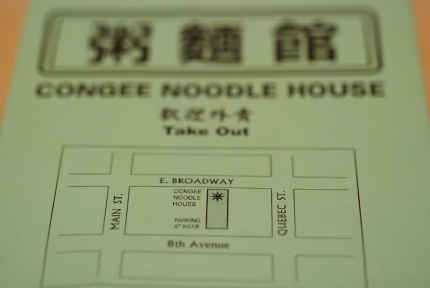 粥麵館
CONGEE NOODLE HOUSE
歡迎外賣
Take Out
E. BROADWAY
CONGEE
NOODLE
HOUSE
PARKING
AT REAR
MAIN ST.
QUEBEC ST.
8th Avenue